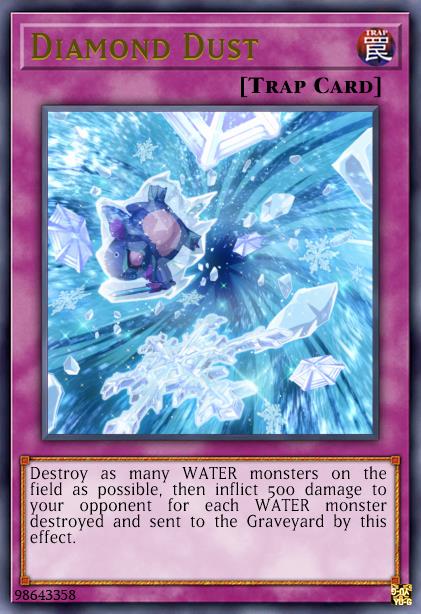 DIAMOND DUST
TRAP
罠
[TRAP CARD]
Destroy as many WATER monsters on the
field as possible, then inflict 500 damage to
your opponent for each WATER monster
destroyed and sent to the Graveyard by this
effect.
98643358